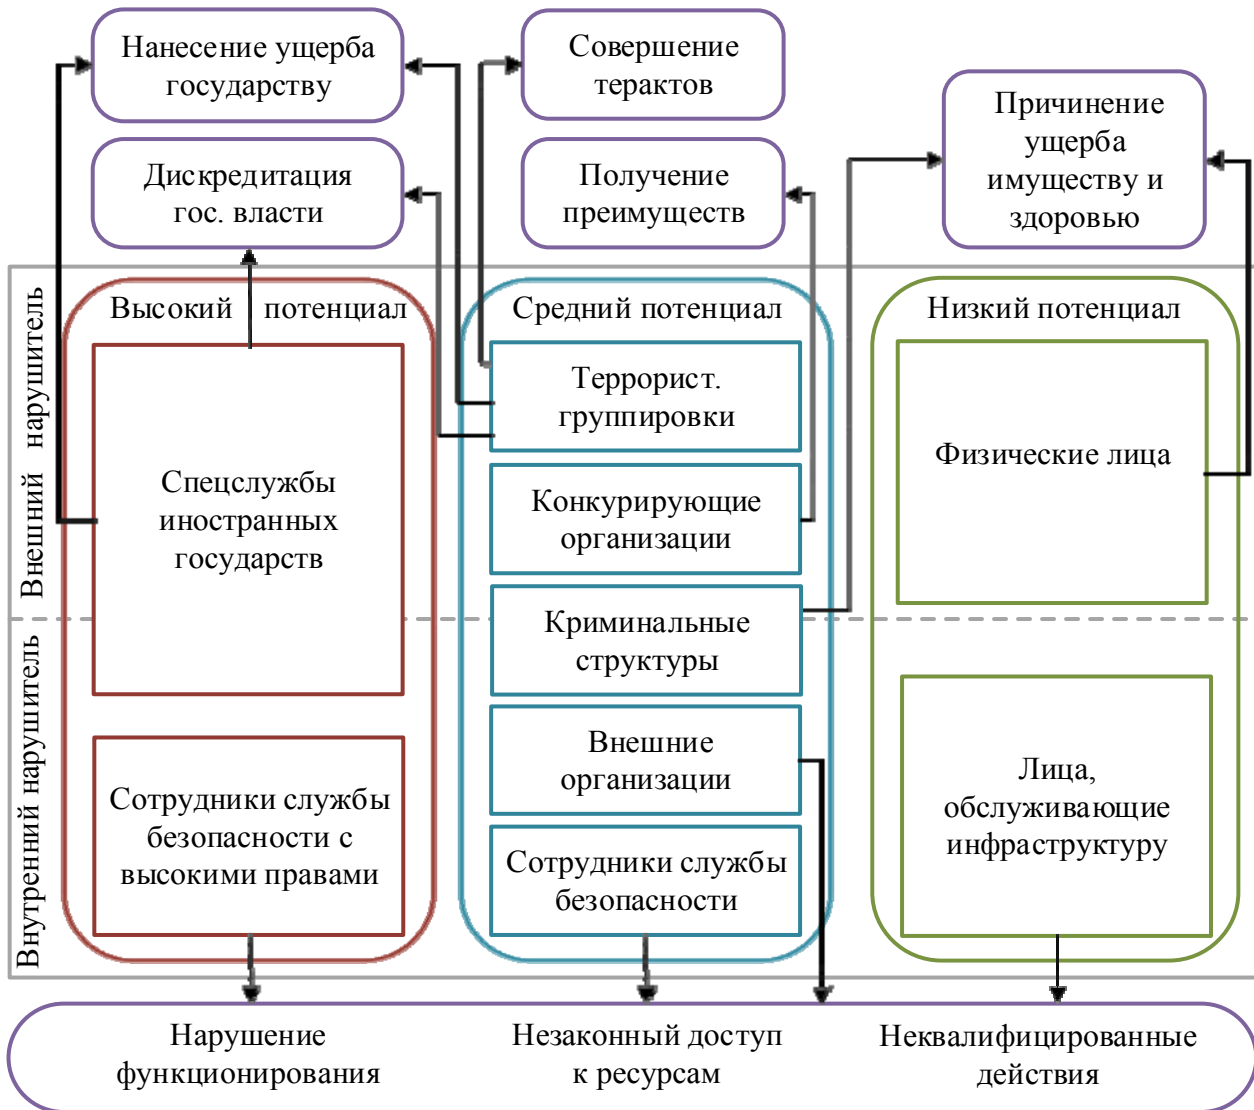 Нанесение ущерба
государству
Совершение
терактов
Причинение
ущерба
имуществу и
здоровью
Дискредитация
гос. власти
Получение
преимуществ
Внешний нарушитель
Внутренний нарушитель
Высокий потенциал
Спецслужбы
иностранных
государств
Сотрудники службы
безопасности с
высокими правами
Средний потенциал
Террорист.
группировки
Конкурирующие
организации
Криминальные
структуры
Внешние
организации
Сотрудники службы
безопасности
Низкий потенциал
Физические лица
Лица,
обслуживающие
инфраструктуру
Нарушение
функционирования
Незаконный доступ
к ресурсам
Неквалифицированные
действия